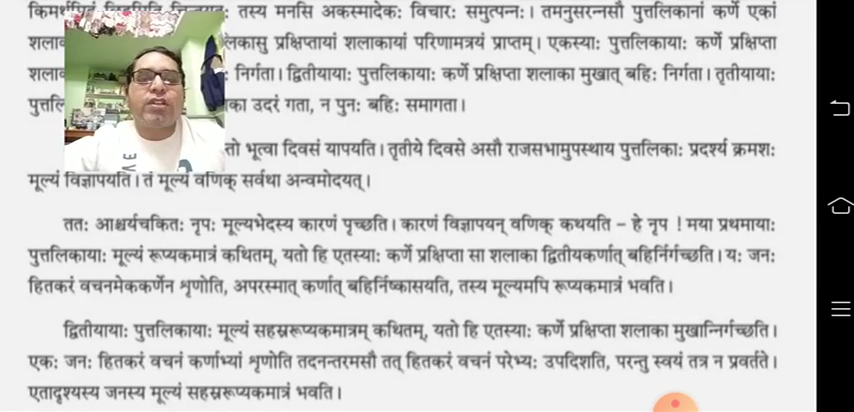 तस्य मनसि अकस्मादेक: विचार: समुत्पन्न:। तमनुसरन्नसौ पुत्तलिकानां कर्णे एकां
प्रक्षिप्तायां शलाकायां परिणामत्रयं प्राप्तम्। एकस्या: पुत्तलिकाया: कर्णे प्रक्षिप्ता
निर्गता। द्वितीयाया: पुत्तलिकाया: कर्णे प्रक्षिप्ता शलाका मुखात् बहि: निर्गता। तृतीयाया:
उदरं गता, न पुन: बहि: समागता।
भूत्वा दिवसं यापयति। तृतीये दिवसे असौ राजसभामुपस्थाय पुत्तलिका: प्रदर्श्य क्रमश:
मूल्यं विज्ञापयति। तं मूल्यं वणिक् सर्वथा अन्वमोदयत्।
तत: आश्चर्यचकित: नृप: मूल्यभेदस्य कारणं पृच्छति। कारणं विज्ञापयन् वणिक् कथयति – हे नृप ! मया प्रथमाया:
पुत्तलिकाया: मूल्यं रूप्यकमात्रं कथितम्, यतो हि एतस्या: कर्णे प्रक्षिप्ता सा शलाका द्वितीयकर्णात् बहिर्निर्गच्छति। य: जन:
हितकरं वचनमेककर्णेन शृणोति, अपरस्मात् कर्णात् बहिर्निष्कासयति, तस्य मूल्यमपि रूप्यकमात्रं भवति।
द्वितीयाया: पुत्तलिकाया: मूल्यं सहस्ररूप्यकमात्रम् कथितम्, यतो हि एतस्या: कर्णे प्रक्षिप्ता शलाका मुखान्निर्गच्छति।
एक: जन: हितकरं वचनं कर्णाभ्यां शृणोति तदनन्तरमसौ तत् हितकरं वचनं परेभ्य: उपदिशति, परन्तु स्वयं तत्र न प्रवर्तते।
एतादृश्यस्य जनस्य मूल्यं सहस्ररूप्यकमात्रं भवति।